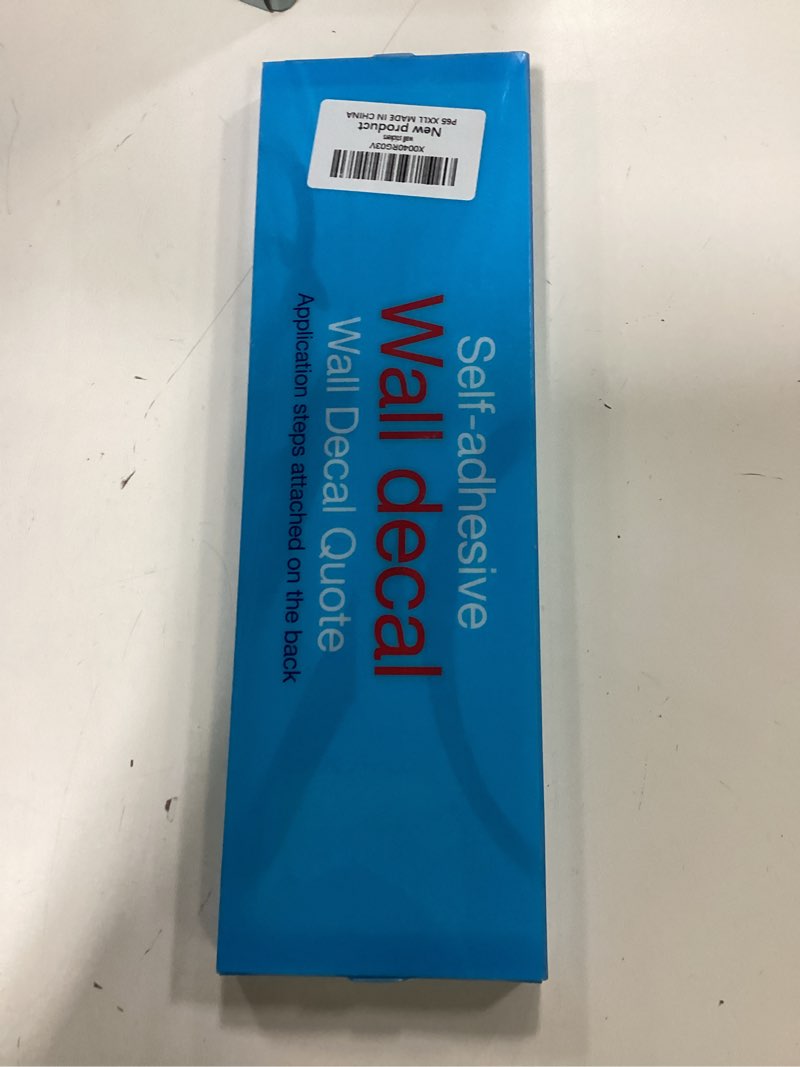 Self-adhesive
Wall decal
Wall Decal Quote
Application steps attached on the back
X0040RG03V
wall stickers
New product
P65 XXLL MADE IN CHINA